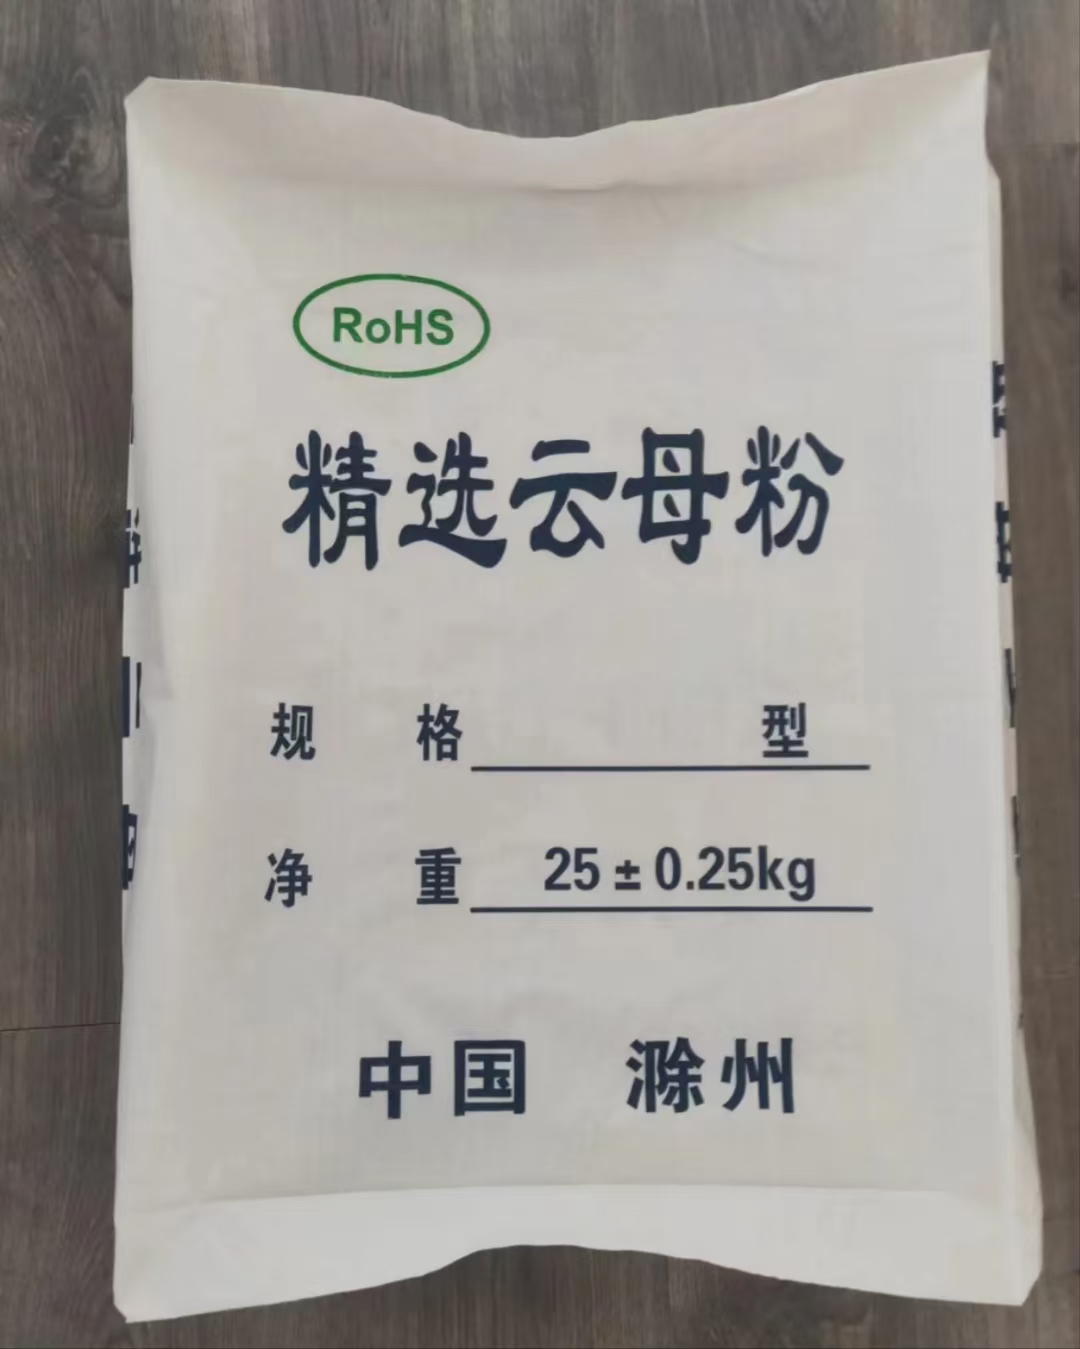 RoHS
精选云母粉
规 格 型
净 重 25±0.25kg
中国 滁州